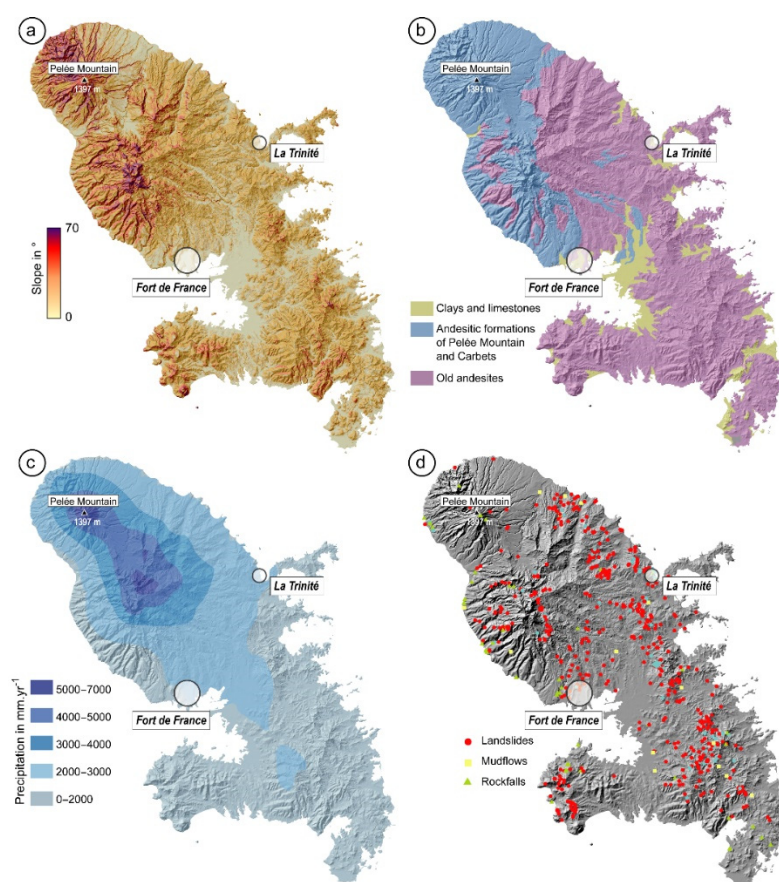 a
Pelée Mountain
1397 m
La Trinité
Fort de France
Slope in °
70
0
b
Pelée Mountain
1397 m
La Trinité
Fort de France
Clays and limestones
Andesitic formations
of Pelée Mountain
and Carbets
Old andesites
c
Pelée Mountain
1397 m
La Trinité
Fort de France
Precipitation in mm.yr⁻¹
5000–7000
4000–5000
3000–4000
2000–3000
0–2000
d
Pelée Mountain
1397 m
La Trinité
Fort de France
Landslides
Mudflows
Rockfalls